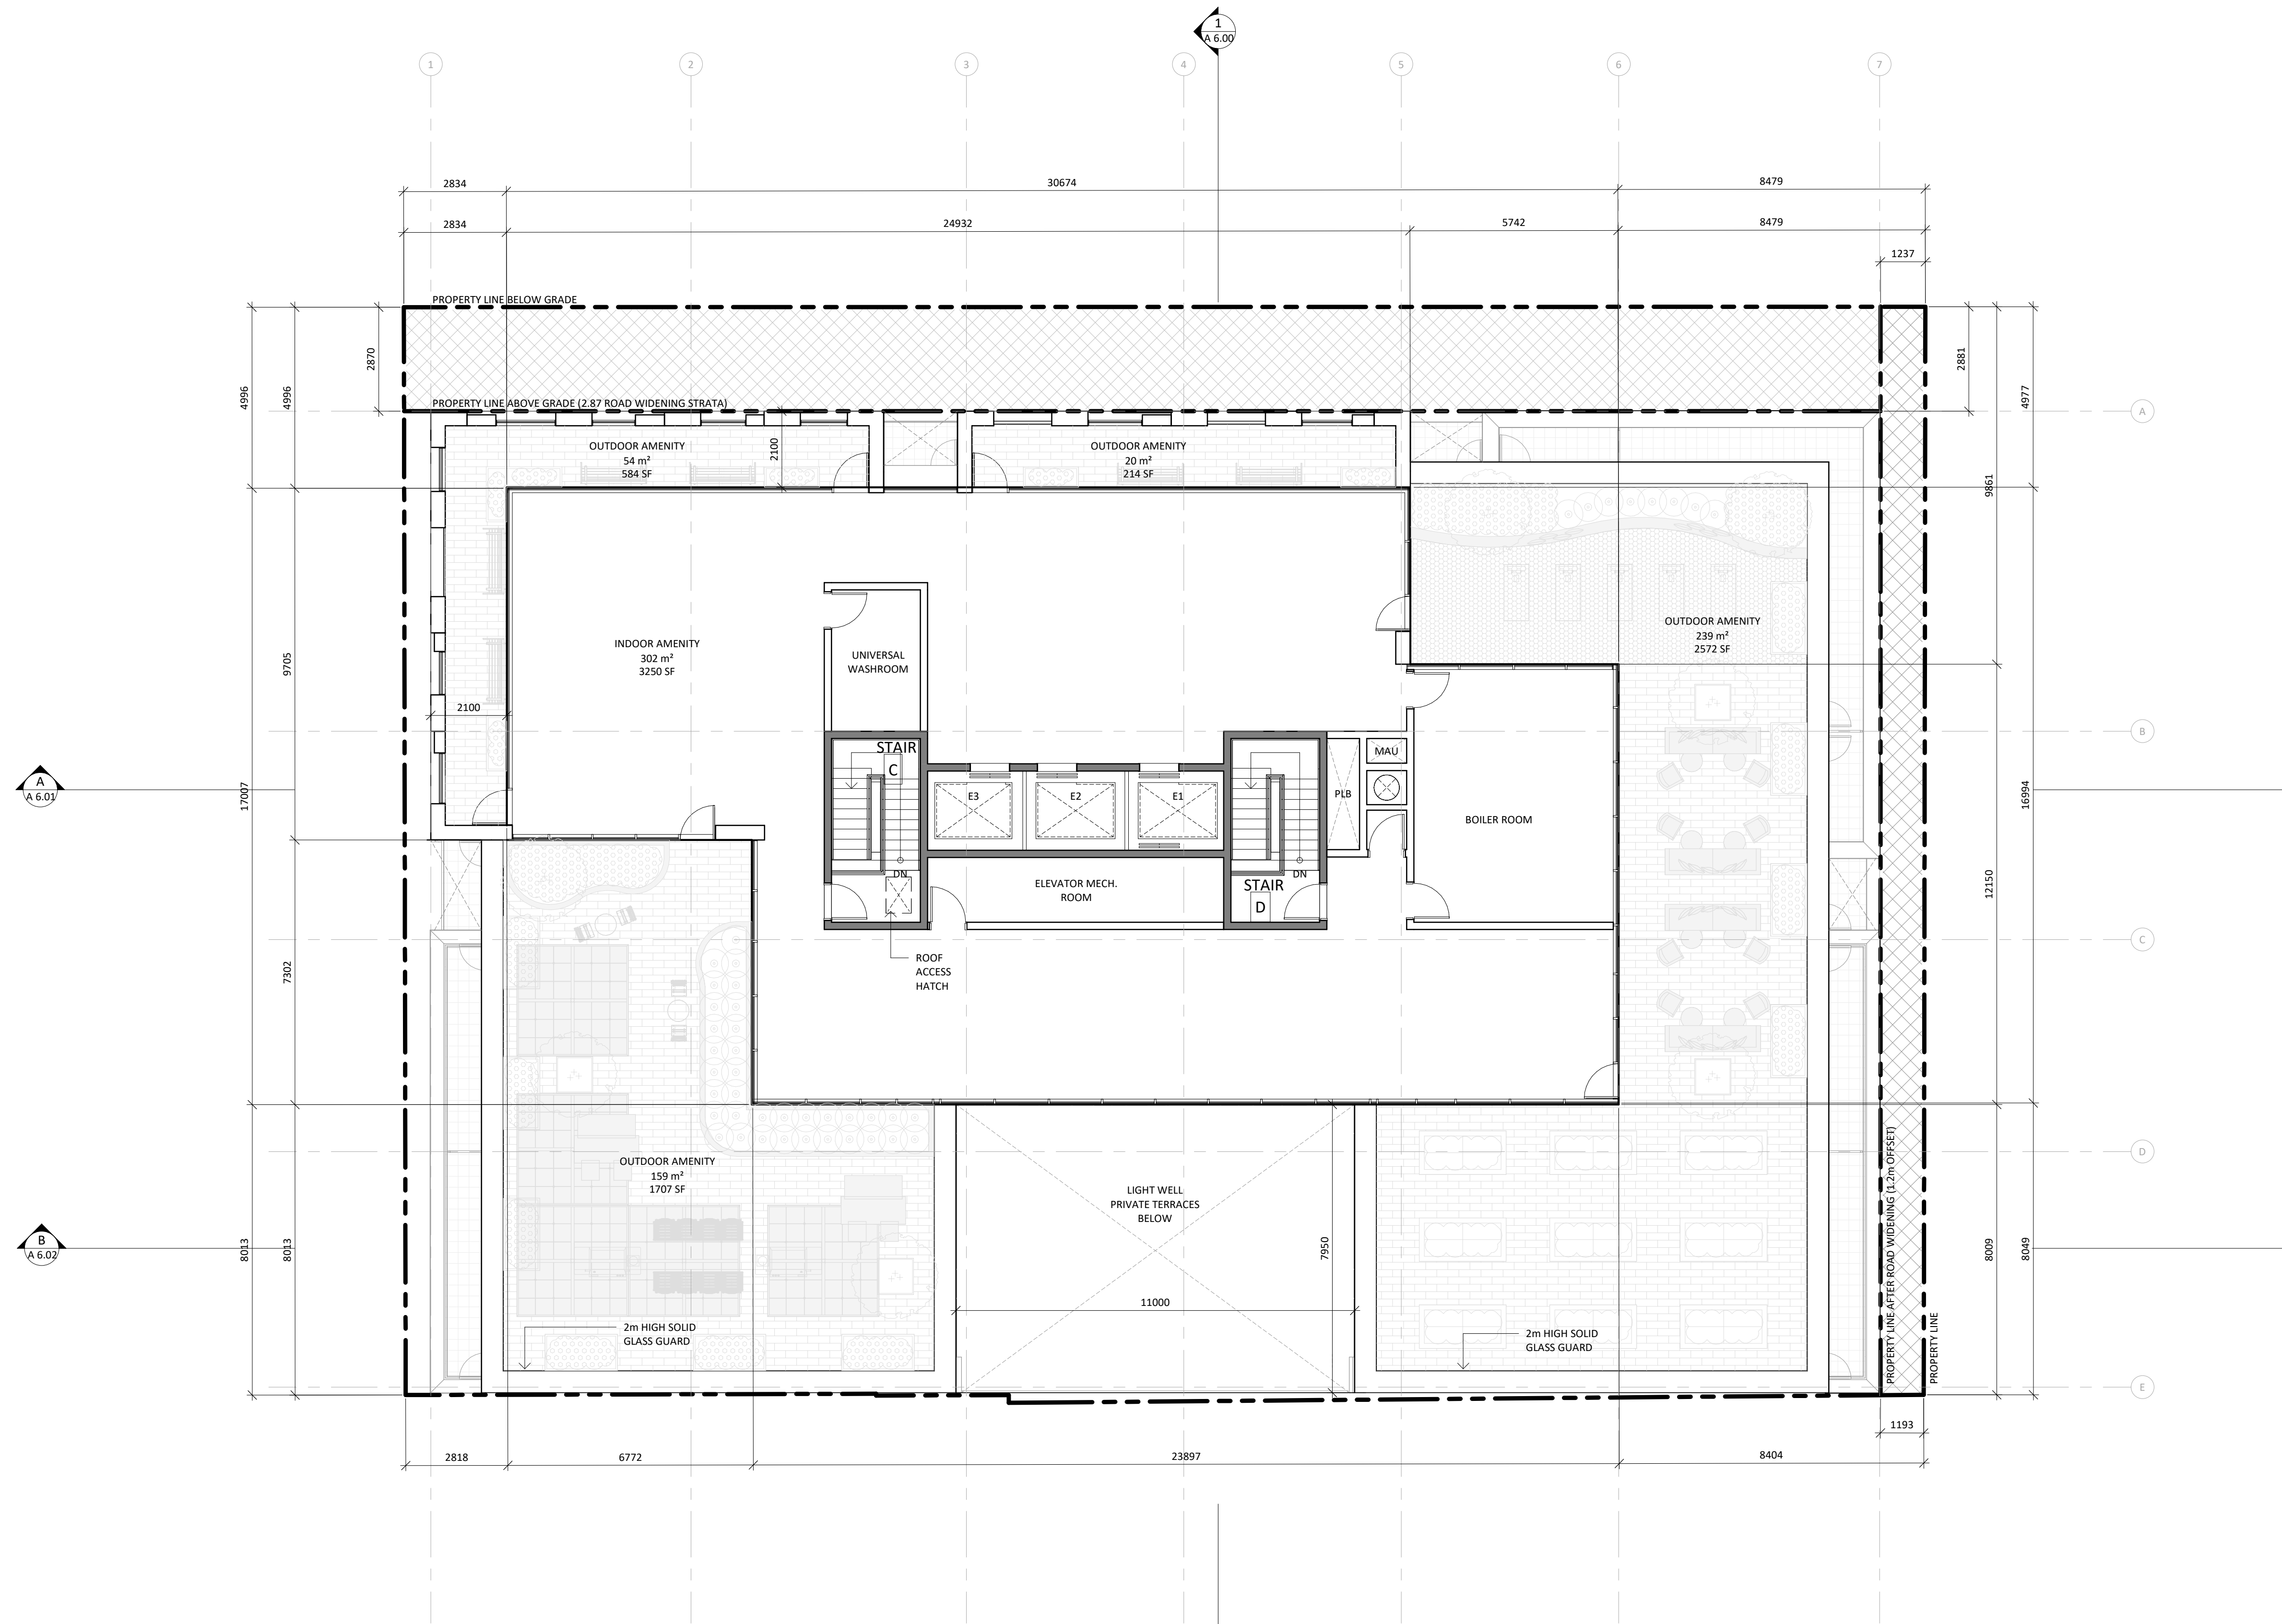 1
A 6.00
1
2
3
4
5
6
7
2834
30674
8479
2834
24932
5742
8479
1237
PROPERTY LINE BELOW GRADE
4996
4996
2870
2881
4977
PROPERTY LINE ABOVE GRADE (2.87 ROAD WIDENING STRATA)
A
OUTDOOR AMENITY
54 m²
584 SF
2100
OUTDOOR AMENITY
20 m²
214 SF
9861
OUTDOOR AMENITY
239 m²
2572 SF
INDOOR AMENITY
302 m²
3250 SF
UNIVERSAL
WASHROOM
9705
2100
B
STAIR
C
MAU
A
A 6.01
17007
E3
E2
E1
PLB
16994
BOILER ROOM
DN
ELEVATOR MECH.
ROOM
STAIR
D
DN
12150
C
ROOF
ACCESS
HATCH
7302
D
OUTDOOR AMENITY
159 m²
1707 SF
LIGHT WELL
PRIVATE TERRACES
BELOW
B
A 6.02
8013
8013
7950
8009
8049
11000
2m HIGH SOLID
GLASS GUARD
2m HIGH SOLID
GLASS GUARD
PROPERTY LINE AFTER ROAD WIDENING (1.2m OFFSET)
PROPERTY LINE
E
1193
2818
6772
23897
8404